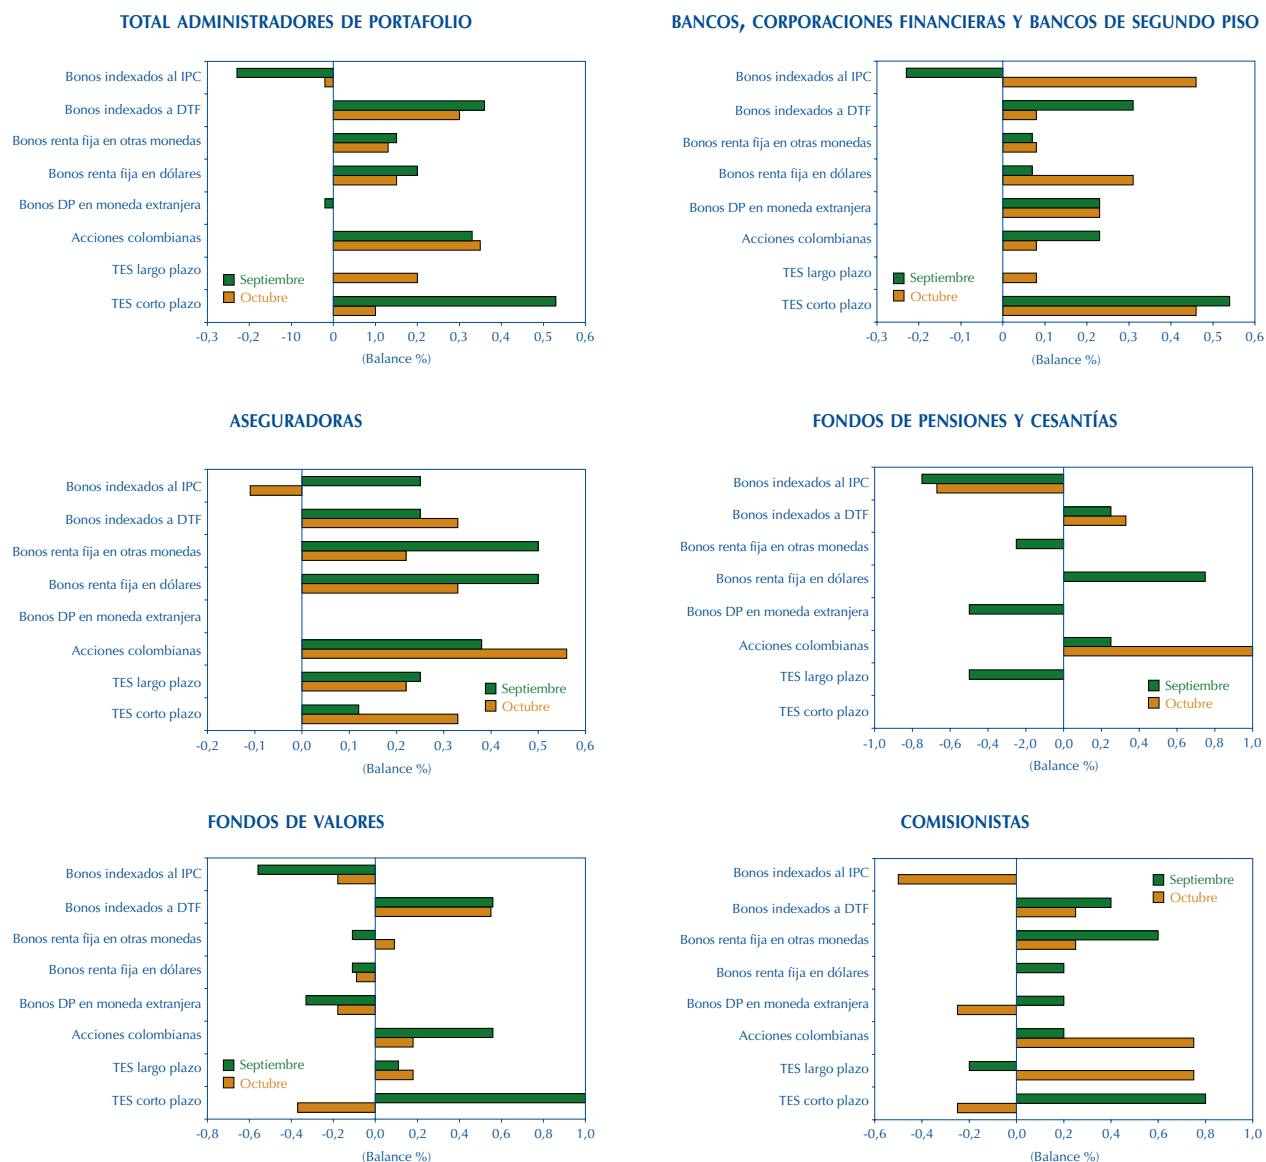 TOTAL ADMINISTRADORES DE PORTAFOLIO
Bonos indexados al IPC
Bonos indexados a DTF
Bonos renta fija en otras monedas
Bonos renta fija en dólares
Bonos DP en moneda extranjera
Acciones colombianas
TES largo plazo
TES corto plazo
Septiembre
Octubre
-0,3 -0,2 -10 0 0,1 0,2 0,3 0,4 0,5 0,6
(Balance %)
BANCOS, CORPORACIONES FINANCIERAS Y BANCOS DE SEGUNDO PISO
Bonos indexados al IPC
Bonos indexados a DTF
Bonos renta fija en otras monedas
Bonos renta fija en dólares
Bonos DP en moneda extranjera
Acciones colombianas
TES largo plazo
TES corto plazo
Septiembre
Octubre
-0,3 -0,2 -0,1 0 0,1 0,2 0,3 0,4 0,5 0,6
(Balance %)
ASEGURADORAS
Bonos indexados al IPC
Bonos indexados a DTF
Bonos renta fija en otras monedas
Bonos renta fija en dólares
Bonos DP en moneda extranjera
Acciones colombianas
TES largo plazo
TES corto plazo
Septiembre
Octubre
-0,2 -0,1 0,0 0,1 0,2 0,3 0,4 0,5 0,6
(Balance %)
FONDOS DE PENSIONES Y CESANTÍAS
Bonos indexados al IPC
Bonos indexados a DTF
Bonos renta fija en otras monedas
Bonos renta fija en dólares
Bonos DP en moneda extranjera
Acciones colombianas
TES largo plazo
TES corto plazo
Septiembre
Octubre
-1,0 -0,8 -0,6 -0,4 -2,0 0,0 0,2 0,4 0,6 0,8 1,0
(Balance %)
FONDOS DE VALORES
Bonos indexados al IPC
Bonos indexados a DTF
Bonos renta fija en otras monedas
Bonos renta fija en dólares
Bonos DP en moneda extranjera
Acciones colombianas
TES largo plazo
TES corto plazo
Septiembre
Octubre
-0,8 -0,6 -0,4 -0,2 0,0 0,2 0,4 0,6 0,8 1,0
(Balance %)
COMISIONISTAS
Bonos indexados al IPC
Bonos indexados a DTF
Bonos renta fija en otras monedas
Bonos renta fija en dólares
Bonos DP en moneda extranjera
Acciones colombianas
TES largo plazo
TES corto plazo
Septiembre
Octubre
-0,6 -0,4 -0,2 0,0 0,2 0,4 0,6 0,8 1,0
(Balance %)